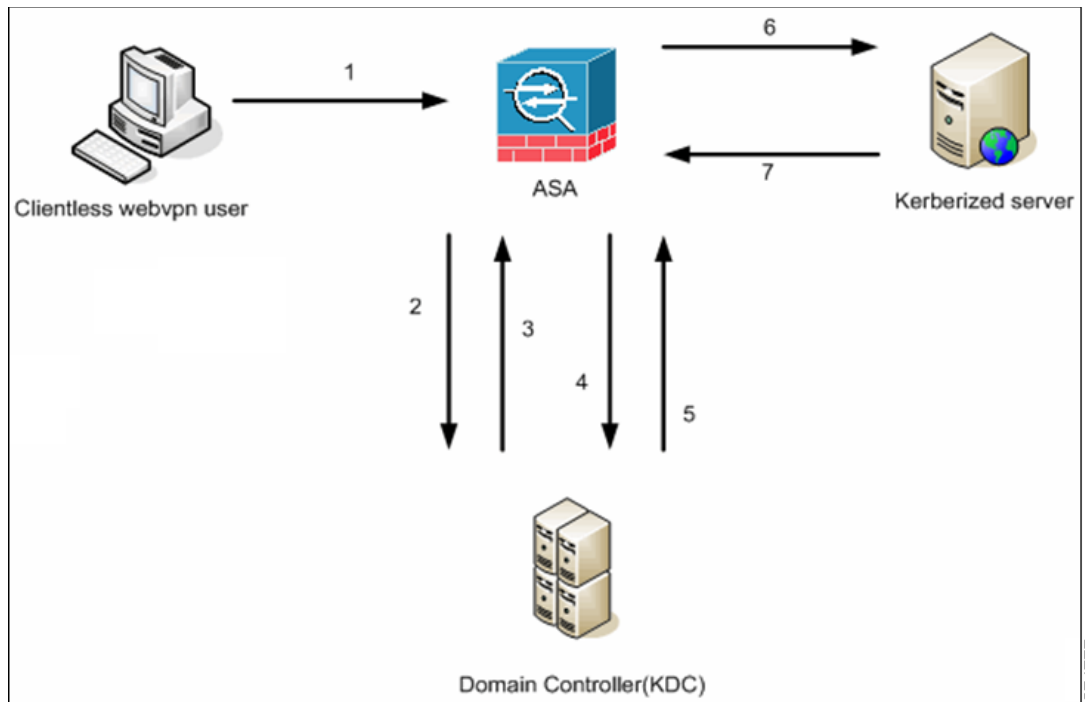 1
6
7
ASA
Clientless webvpn user
Kerberized server
2
3
4
5
Domain Controller(KDC)